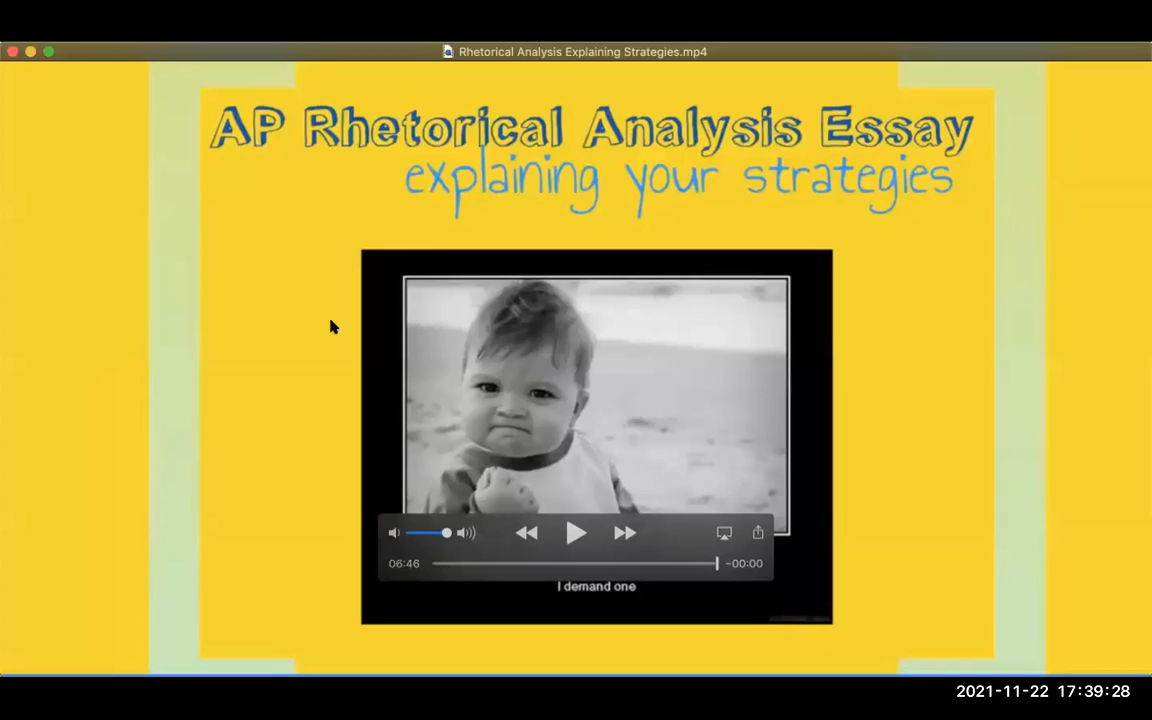 Rhetorical Analysis Explaining Strategies.mp4
AP Rhetorical Analysis Essay
explaining your strategies
06:46
-00:00
I demand one
2021-11-22 17:39:28